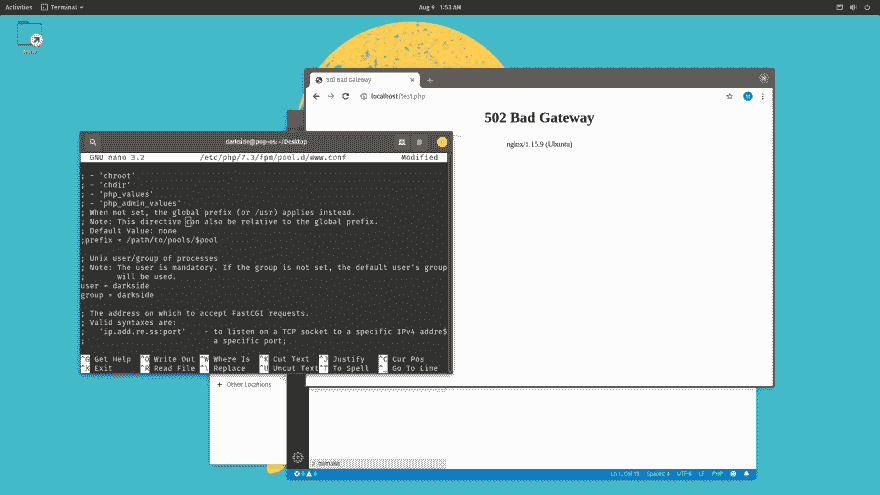 Activities
Terminal
Aug 6 1:53 AM
502 Bad Gateway
localhost/test.php
502 Bad Gateway
nginx/1.15.9 (Ubuntu)
darkside@pop-os: ~/Desktop
GNU nano 3.2 /etc/php/7.3/fpm/pool.d/www.conf Modified
; - 'chroot'
; - 'chdir'
; - 'php_values'
; - 'php_admin_values'
; When not set, the global prefix (or /usr) applies instead.
; Note: This directive can also be relative to the global prefix.
; Default Value: none
;prefix = /path/to/pools/$pool
; Unix user/group of processes
; Note: The user is mandatory. If the group is not set, the default user's group
; will be used.
user = darkside
group = darkside
; The address on which to accept FastCGI requests.
; Valid syntaxes are:
; 'ip.add.re.ss:port' - to listen on a TCP socket to a specific IPv4 addre$
; a specific port;
^G Get Help ^O Write Out ^W Where Is ^K Cut Text ^J Justify ^C Cur Pos
^X Exit ^R Read File ^\ Replace ^U Uncut Text ^T To Spell ^_ Go To Line
+ Other Locations
OUTLINE
Ln 1, Col 19 Spaces: 4 UTF-8 LF PHP